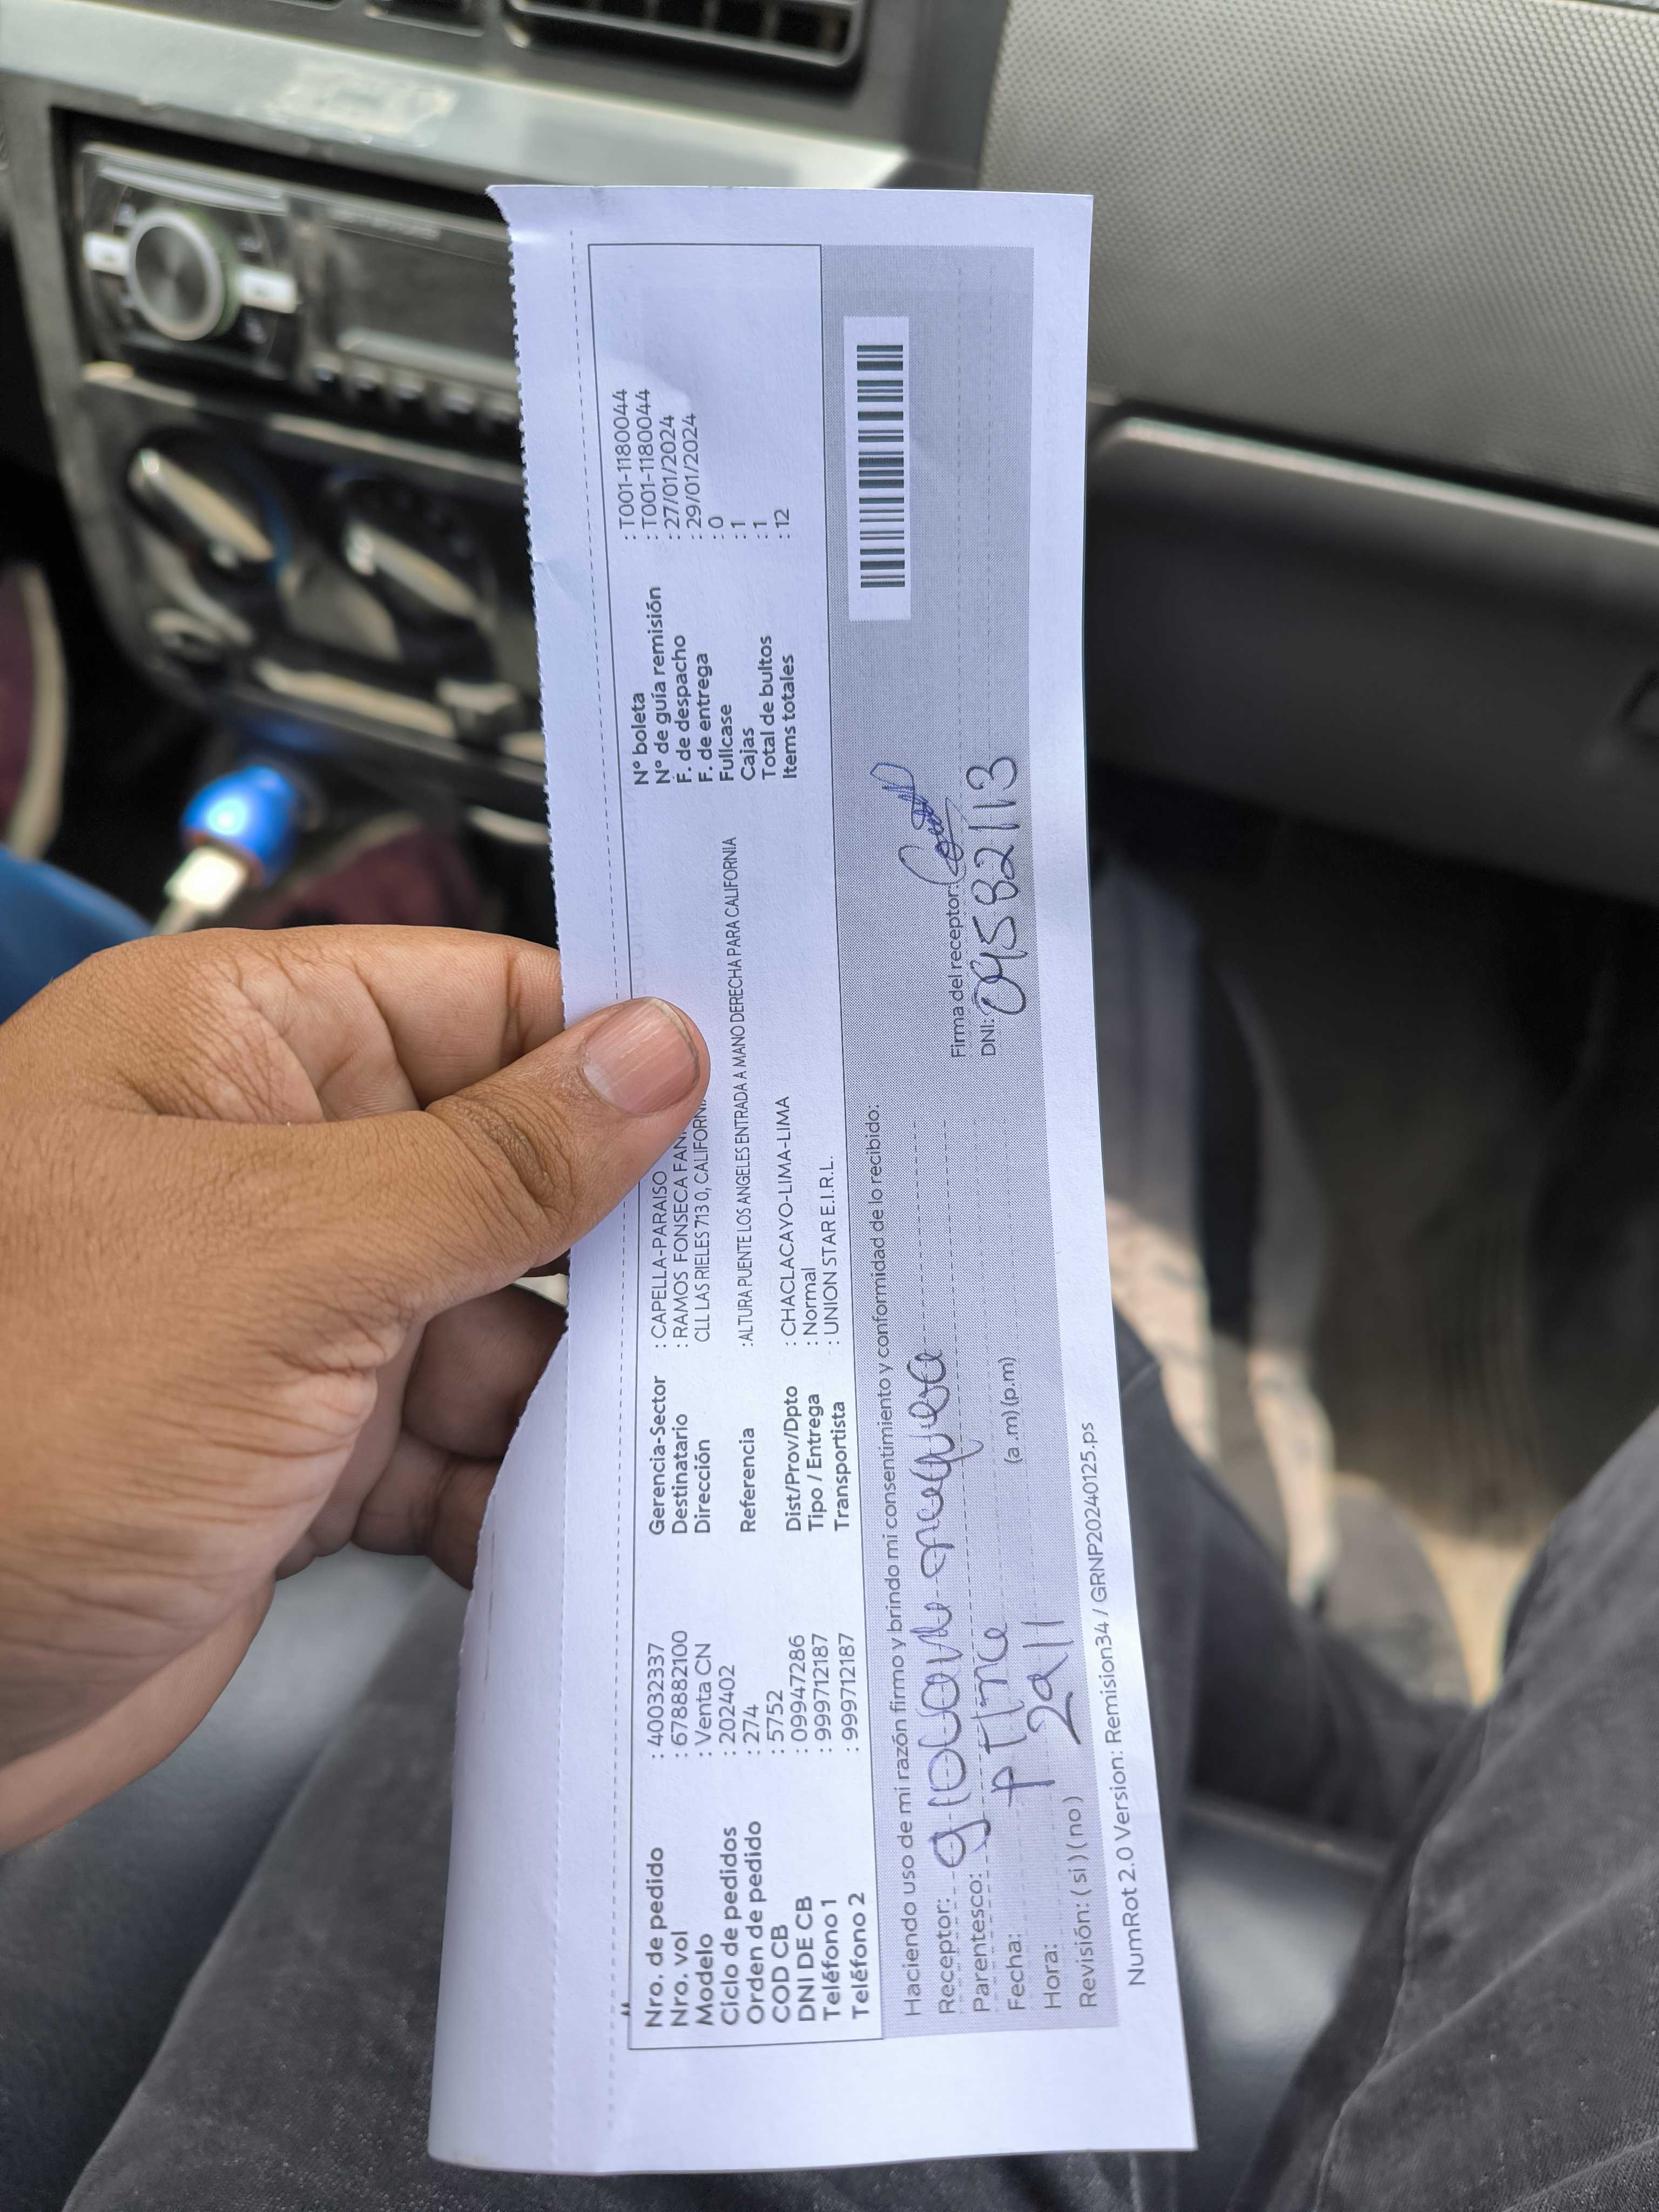 Nro. de pedido : 40032337
Nro. vol : 678882100
Modelo : Venta CN
Ciclo de pedidos : 202402
Orden de pedido : 274
COD CB : 5752
DNI DE CB : 09947286
Teléfono 1 : 999712187
Teléfono 2 : 999712187
Gerencia-Sector : CAPELLA-PARAISO
Destinatario : RAMOS FONSECA
Dirección CLL LAS RIELES 713 0,
Referencia : ALTURA PUENTE LOS ANGELES ENTRADA A MANO DERECHA PARA CALIFORNIA
Dist/Prov/Dpto : CHACLACAYO-LIMA-LIMA
Tipo / Entrega : Normal
Transportista : UNION STAR E.I.R.L.
N° boleta : T001-1180044
N° de guía remisión : T001-1180044
F. de despacho : 27/01/2024
F. de entrega : 29/01/2024
Fullcase : 0
Cajas : 1
Total de bultos : 1
Items totales : 12
Haciendo uso de mi razón firmo y brindo mi consentimiento y conformidad de lo recibido:
Receptor:
Parentesco:
Fecha:
Hora: (a .m) (p.m)
Revisión: ( si ) ( no )
Firma del receptor:
DNI: 09582113
NumRot 2.0 Version: Remision34 / GRNP20240125.ps